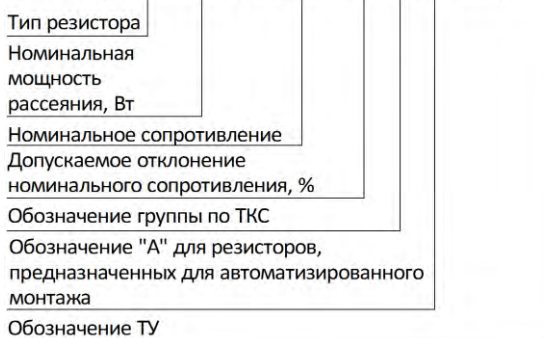 Тип резистора
Номинальная
мощность
рассеяния, Вт
Номинальное сопротивление
Допускаемое отклонение
номинального сопротивления, %
Обозначение группы по ТКС
Обозначение "А" для резисторов,
предназначенных для автоматизированного
монтажа
Обозначение ТУ